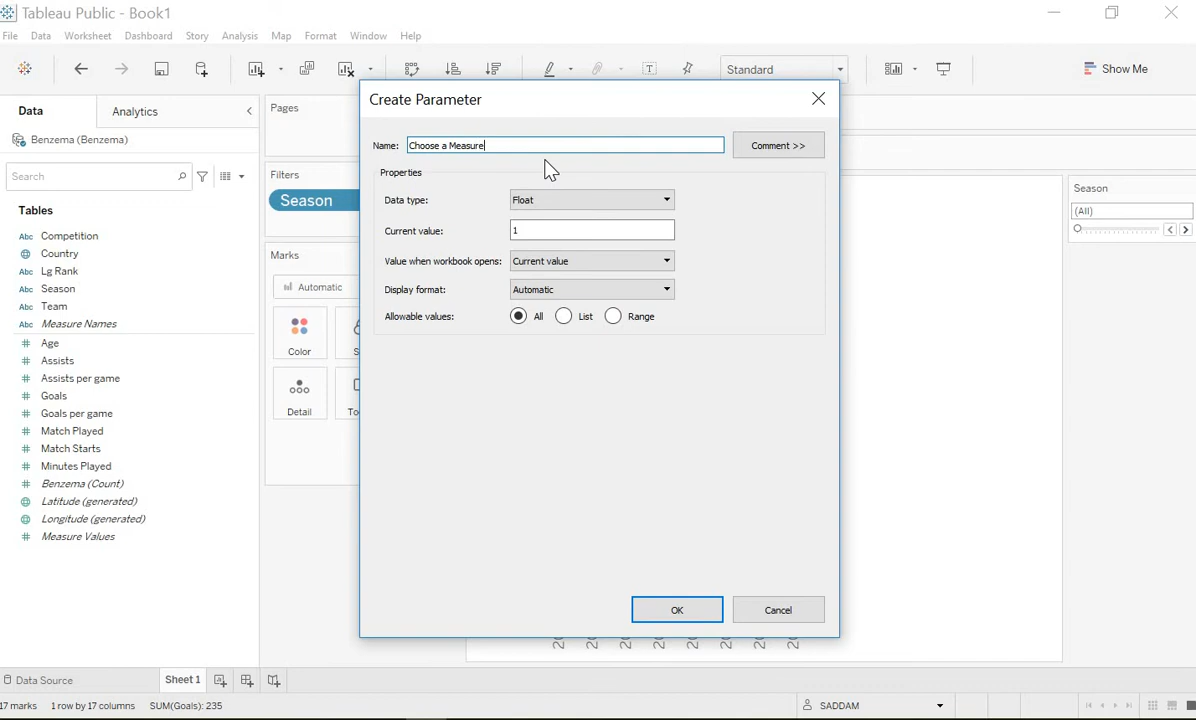 Tableau Public - Book1
File Data Worksheet Dashboard Story Analysis Map Format Window Help
Standard
Show Me
Data Analytics
Benzema (Benzema)
Search
Tables
Abc Competition
Country
Abc Lg Rank
Abc Season
Abc Team
Abc Measure Names
Age
Assists
Assists per game
Goals
Goals per game
Match Played
Match Starts
Minutes Played
Benzema (Count)
Latitude (generated)
Longitude (generated)
Measure Values
Pages
Filters
Season
Marks
Automatic
Color
Detail
Create Parameter
Name: Choose a Measure Comment >>
Properties
Data type: Float
Current value: 1
Value when workbook opens: Current value
Display format: Automatic
Allowable values: All List Range
OK Cancel
Season
(All)
Data Source Sheet 1
17 marks 1 row by 17 columns SUM(Goals): 235
SADDAM